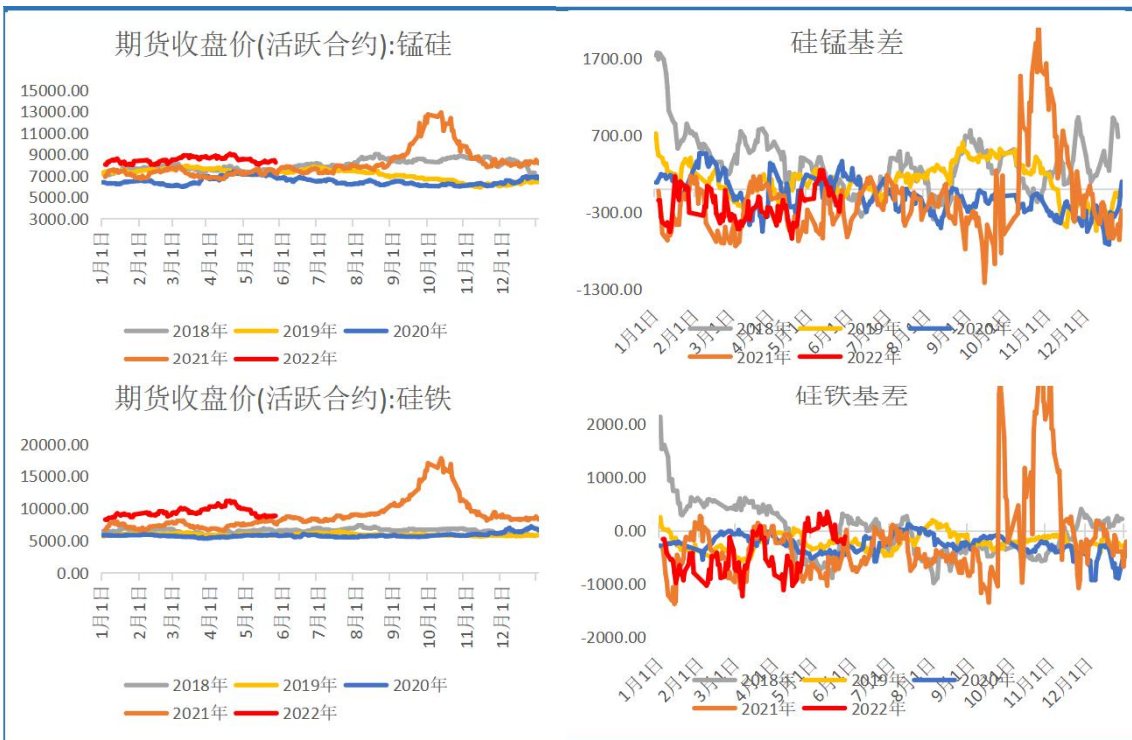 期货收盘价(活跃合约):锰硅
15000.00
13000.00
11000.00
9000.00
7000.00
5000.00
3000.00
1月1日
2月1日
3月1日
4月1日
5月1日
6月1日
7月1日
8月1日
9月1日
10月1日
11月1日
12月1日
2018年 2019年 2020年
2021年 2022年
硅锰基差
1700.00
700.00
-300.00
-1300.00
1月1日
2月1日
3月1日
4月1日
5月1日
6月1日
7月1日
8月1日
9月1日
10月1日
11月1日
12月1日
2018年 2019年 2020年
2021年 2022年
期货收盘价(活跃合约):硅铁
20000.00
15000.00
10000.00
5000.00
0.00
1月1日
2月1日
3月1日
4月1日
5月1日
6月1日
7月1日
8月1日
9月1日
10月1日
11月1日
12月1日
2018年 2019年 2020年
2021年 2022年
硅铁基差
2000.00
1000.00
0.00
-1000.00
-2000.00
1月1日
2月1日
3月1日
4月1日
5月1日
6月1日
7月1日
8月1日
9月1日
10月1日
11月1日
12月1日
2018年 2019年 2020年
2021年 2022年